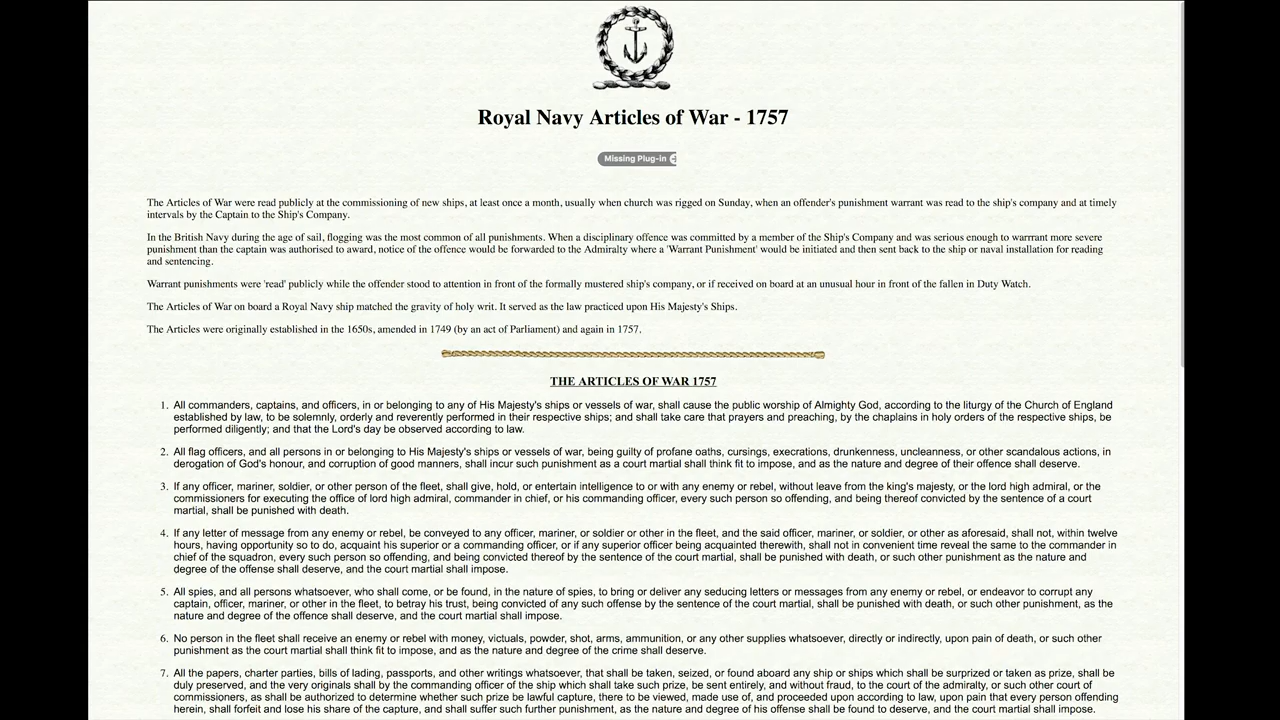 Royal Navy Articles of War - 1757
Missing Plug-in
The Articles of War were read publicly at the commissioning of new ships, at least once a month, usually when church was rigged on Sunday, when an offender's punishment warrant was read to the ship's company and at timely
intervals by the Captain to the Ship's Company.
In the British Navy during the age of sail, flogging was the most common of all punishments. When a disciplinary offence was committed by a member of the Ship's Company and was serious enough to warrrant more severe
punishment than the captain was authorised to award, notice of the offence would be forwarded to the Admiralty where a 'Warrant Punishment' would be initiated and then sent back to the ship or naval installation for reading
and sentencing.
Warrant punishments were 'read' publicly while the offender stood to attention in front of the formally mustered ship's company, or if received on board at an unusual hour in front of the fallen in Duty Watch.
The Articles of War on board a Royal Navy ship matched the gravity of holy writ. It served as the law practiced upon His Majesty's Ships.
The Articles were originally established in the 1650s, amended in 1749 (by an act of Parliament) and again in 1757.
THE ARTICLES OF WAR 1757
1. All commanders, captains, and officers, in or belonging to any of His Majesty's ships or vessels of war, shall cause the public worship of Almighty God, according to the liturgy of the Church of England
established by law, to be solemnly, orderly and reverently performed in their respective ships; and shall take care that prayers and preaching, by the chaplains in holy orders of the respective ships, be
performed diligently; and that the Lord's day be observed according to law.
2. All flag officers, and all persons in or belonging to His Majesty's ships or vessels of war, being guilty of profane oaths, cursings, execrations, drunkenness, uncleanness, or other scandalous actions, in
derogation of God's honour, and corruption of good manners, shall incur such punishment as a court martial shall think fit to impose, and as the nature and degree of their offence shall deserve.
3. If any officer, mariner, soldier, or other person of the fleet, shall give, hold, or entertain intelligence to or with any enemy or rebel, without leave from the king's majesty, or the lord high admiral, or the
commissioners for executing the office of lord high admiral, commander in chief, or his commanding officer, every such person so offending, and being thereof convicted by the sentence of a court
martial, shall be punished with death.
4. If any letter of message from any enemy or rebel, be conveyed to any officer, mariner, or soldier or other in the fleet, and the said officer, mariner, or soldier, or other as aforesaid, shall not, within twelve
hours, having opportunity so to do, acquaint his superior or a commanding officer, or if any superior officer being acquainted therewith, shall not in convenient time reveal the same to the commander in
chief of the squadron, every such person so offending, and being convicted thereof by the sentence of the court martial, shall be punished with death, or such other punishment as the nature and
degree of the offense shall deserve, and the court martial shall impose.
5. All spies, and all persons whatsoever, who shall come, or be found, in the nature of spies, to bring or deliver any seducing letters or messages from any enemy or rebel, or endeavor to corrupt any
captain, officer, mariner, or other in the fleet, to betray his trust, being convicted of any such offense by the sentence of the court martial, shall be punished with death, or such other punishment, as the
nature and degree of the offence shall deserve, and the court martial shall impose.
6. No person in the fleet shall receive an enemy or rebel with money, victuals, powder, shot, arms, ammunition, or any other supplies whatsoever, directly or indirectly, upon pain of death, or such other
punishment as the court martial shall think fit to impose, and as the nature and degree of the crime shall deserve.
7. All the papers, charter parties, bills of lading, passports, and other writings whatsoever, that shall be taken, seized, or found aboard any ship or ships which shall be surprized or taken as prize, shall be
duly preserved, and the very originals shall by the commanding officer of the ship which shall take such prize, be sent entirely, and without fraud, to the court of the admiralty, or such other court of
commissioners, as shall be authorized to determine whether such prize be lawful capture, there to be viewed, made use of, and proceeded upon according to law, upon pain that every person offending
herein, shall forfeit and lose his share of the capture, and shall suffer such further punishment, as the nature and degree of his offense shall be found to deserve, and the court martial shall impose.